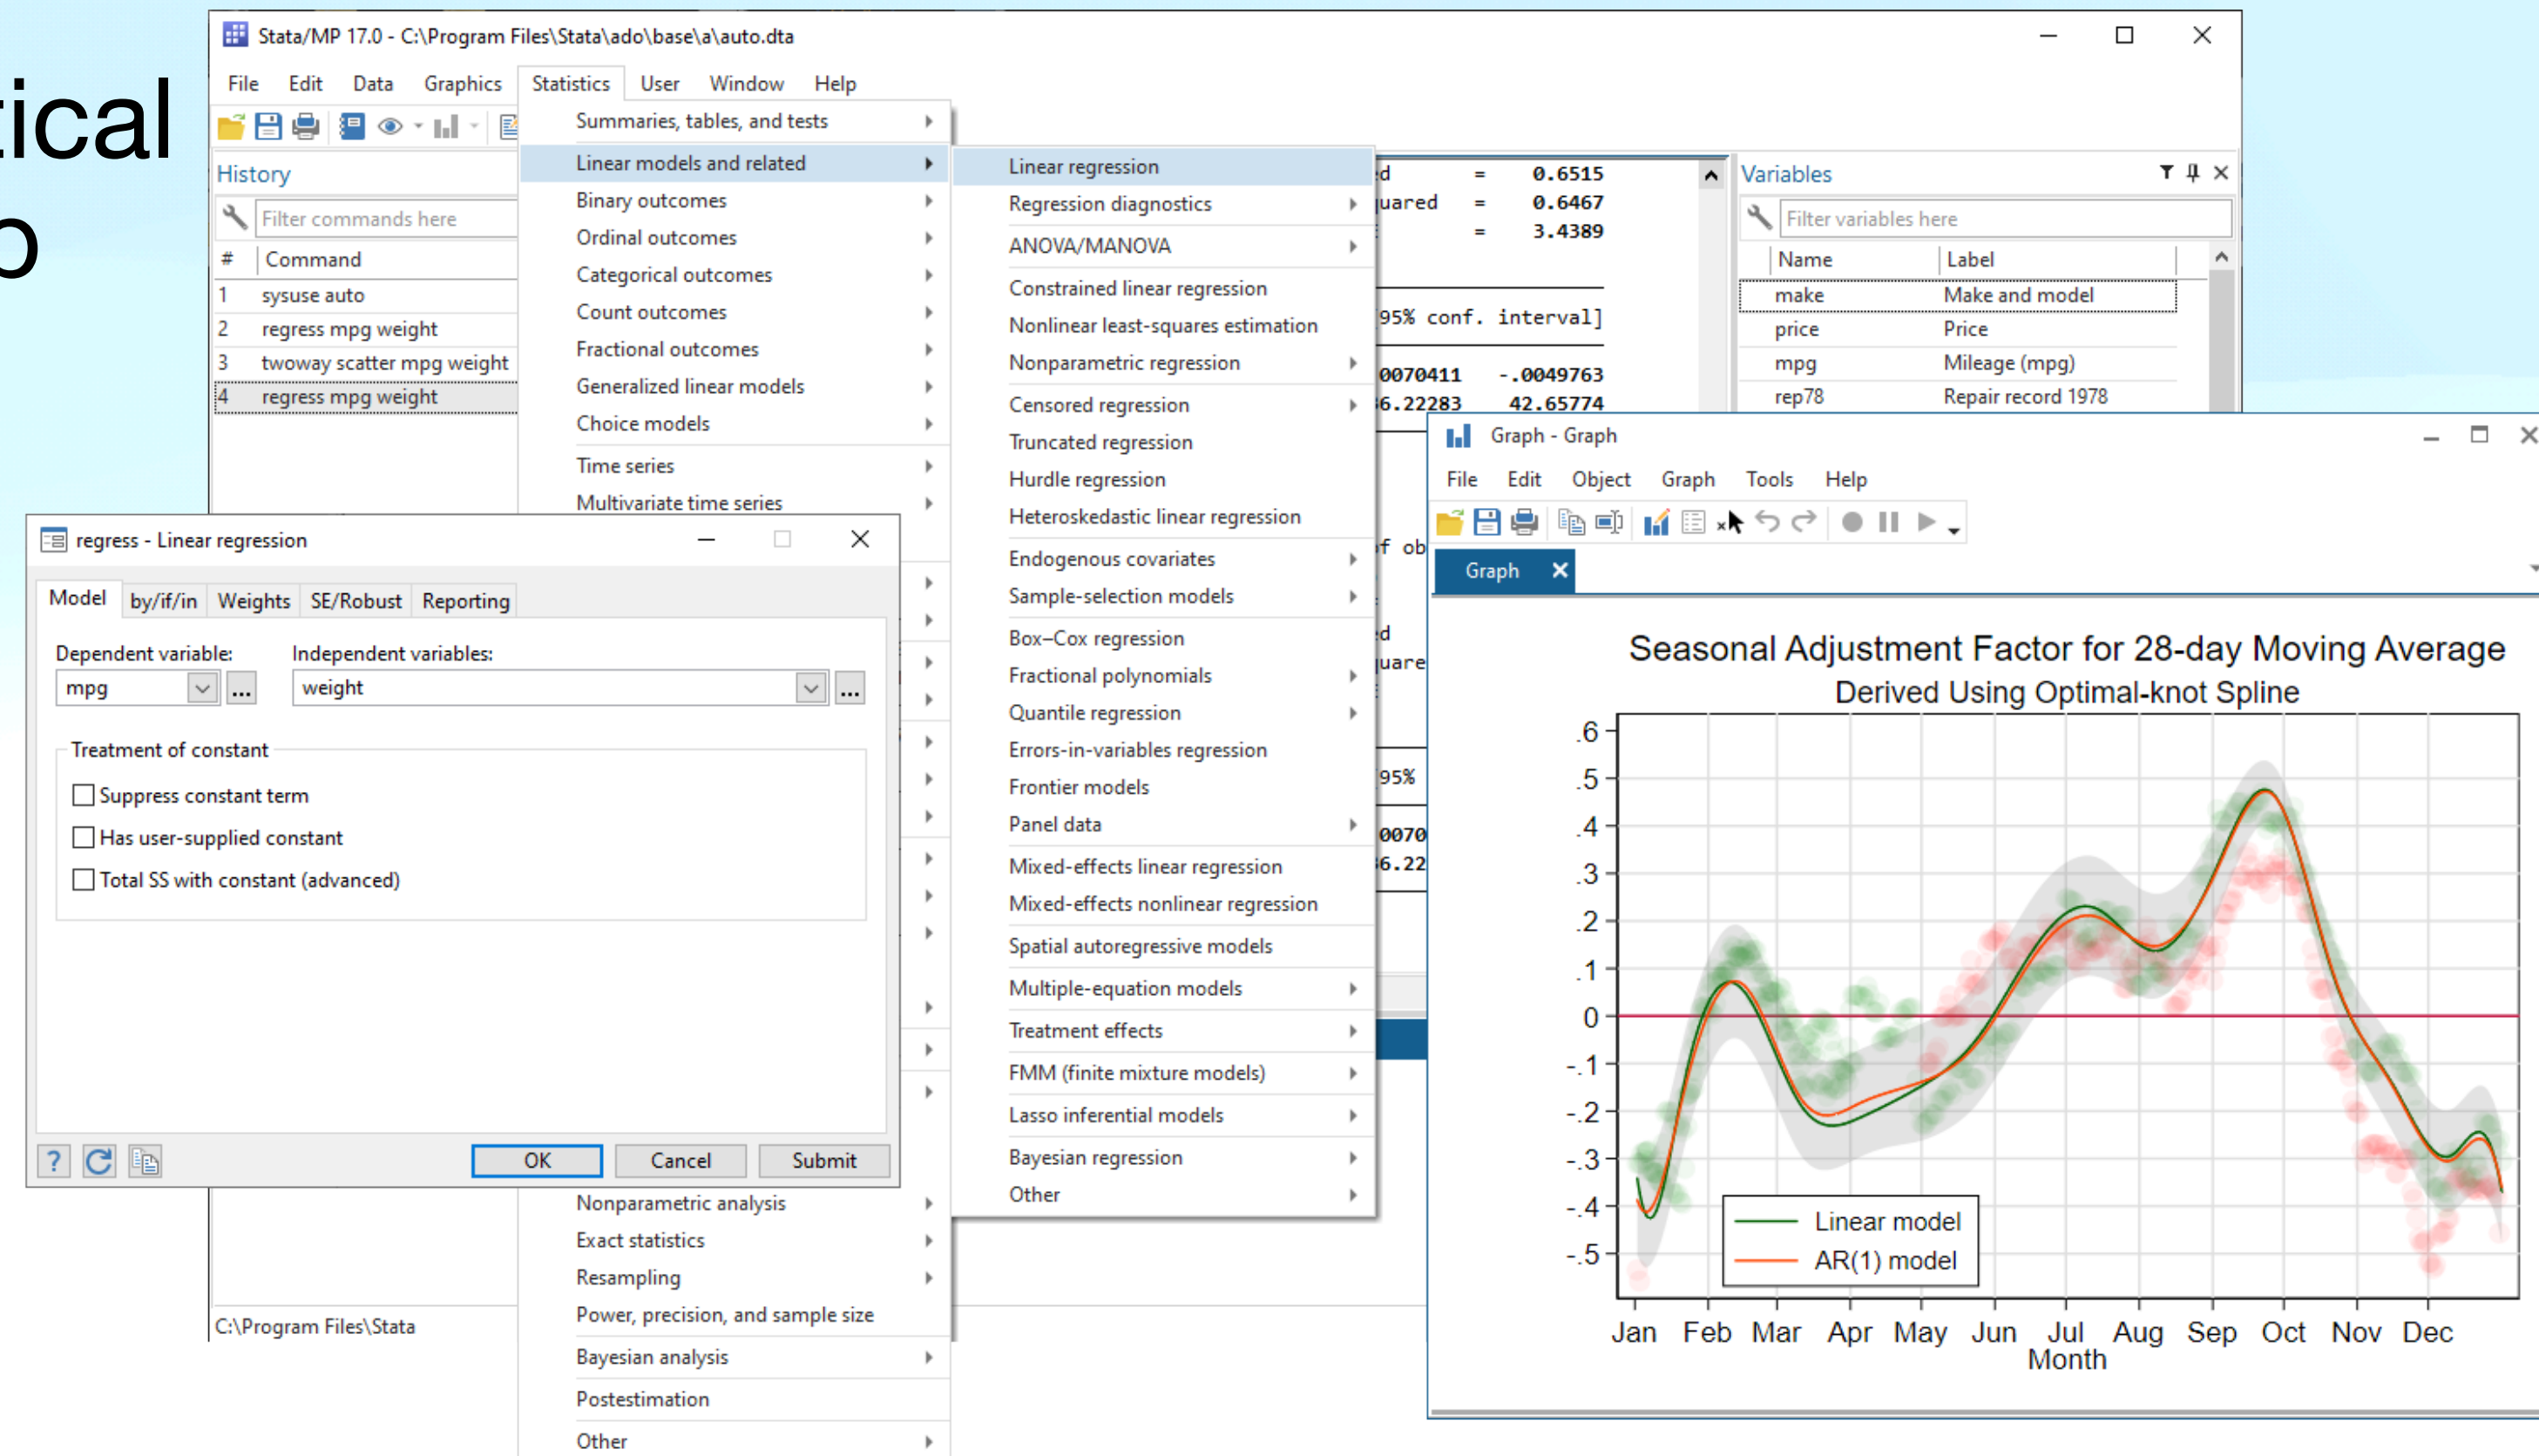 Stata/MP 17.0 - C:\Program Files\Stata\ado\base\a\auto.dta
File Edit Data Graphics Statistics User Window Help
History
Filter commands here
# Command
1 sysuse auto
2 regress mpg weight
3 twoway scatter mpg weight
4 regress mpg weight
C:\Program Files\Stata
Summaries, tables, and tests
Linear models and related
Binary outcomes
Ordinal outcomes
Categorical outcomes
Count outcomes
Fractional outcomes
Generalized linear models
Choice models
Time series
Multivariate time series
Nonparametric analysis
Exact statistics
Resampling
Power, precision, and sample size
Bayesian analysis
Postestimation
Other
Linear regression
Regression diagnostics
ANOVA/MANOVA
Constrained linear regression
Nonlinear least-squares estimation
Nonparametric regression
Censored regression
Truncated regression
Hurdle regression
Heteroskedastic linear regression
Endogenous covariates
Sample-selection models
Box–Cox regression
Fractional polynomials
Quantile regression
Errors-in-variables regression
Frontier models
Panel data
Mixed-effects linear regression
Mixed-effects nonlinear regression
Spatial autoregressive models
Multiple-equation models
Treatment effects
FMM (finite mixture models)
Lasso inferential models
Bayesian regression
Other
= 0.6515
= 0.6467
= 3.4389
95% conf. interval]
0070411 -.0049763
6.22283 42.65774
95%
0070
6.22
Variables
Filter variables here
Name Label
make Make and model
price Price
mpg Mileage (mpg)
rep78 Repair record 1978
regress - Linear regression
Model by/if/in Weights SE/Robust Reporting
Dependent variable: Independent variables:
mpg ... weight ...
Treatment of constant
Suppress constant term
Has user-supplied constant
Total SS with constant (advanced)
? OK Cancel Submit
Graph - Graph
File Edit Object Graph Tools Help
Graph
Seasonal Adjustment Factor for 28-day Moving Average
Derived Using Optimal-knot Spline
.6
.5
.4
.3
.2
.1
0
-.1
-.2
-.3
-.4
-.5
Linear model
AR(1) model
Jan Feb Mar Apr May Jun Jul Aug Sep Oct Nov Dec
Month